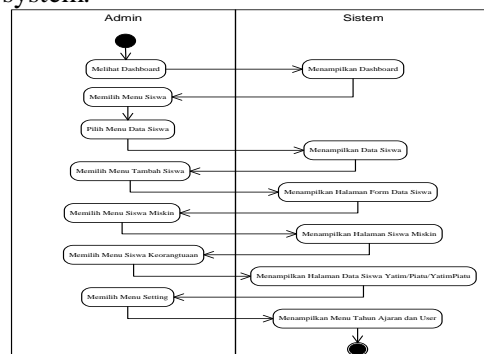 system.
Admin
Sistem
Melihat Dashboard
Menampilkan Dashboard
Memilih Menu Siswa
Pilih Menu Data Siswa
Menampilkan Data Siswa
Memilih Menu Tambah Siswa
Menampilkan Halaman Form Data Siswa
Memilih Menu Siswa Miskin
Menampilkan Halaman Siswa Miskin
Memilih Menu Siswa Keorangtuaan
Menampilkan Halaman Data Siswa Yatim/Piatu/YatimPiatu
Memilih Menu Setting
Menampilkan Menu Tahun Ajaran dan User